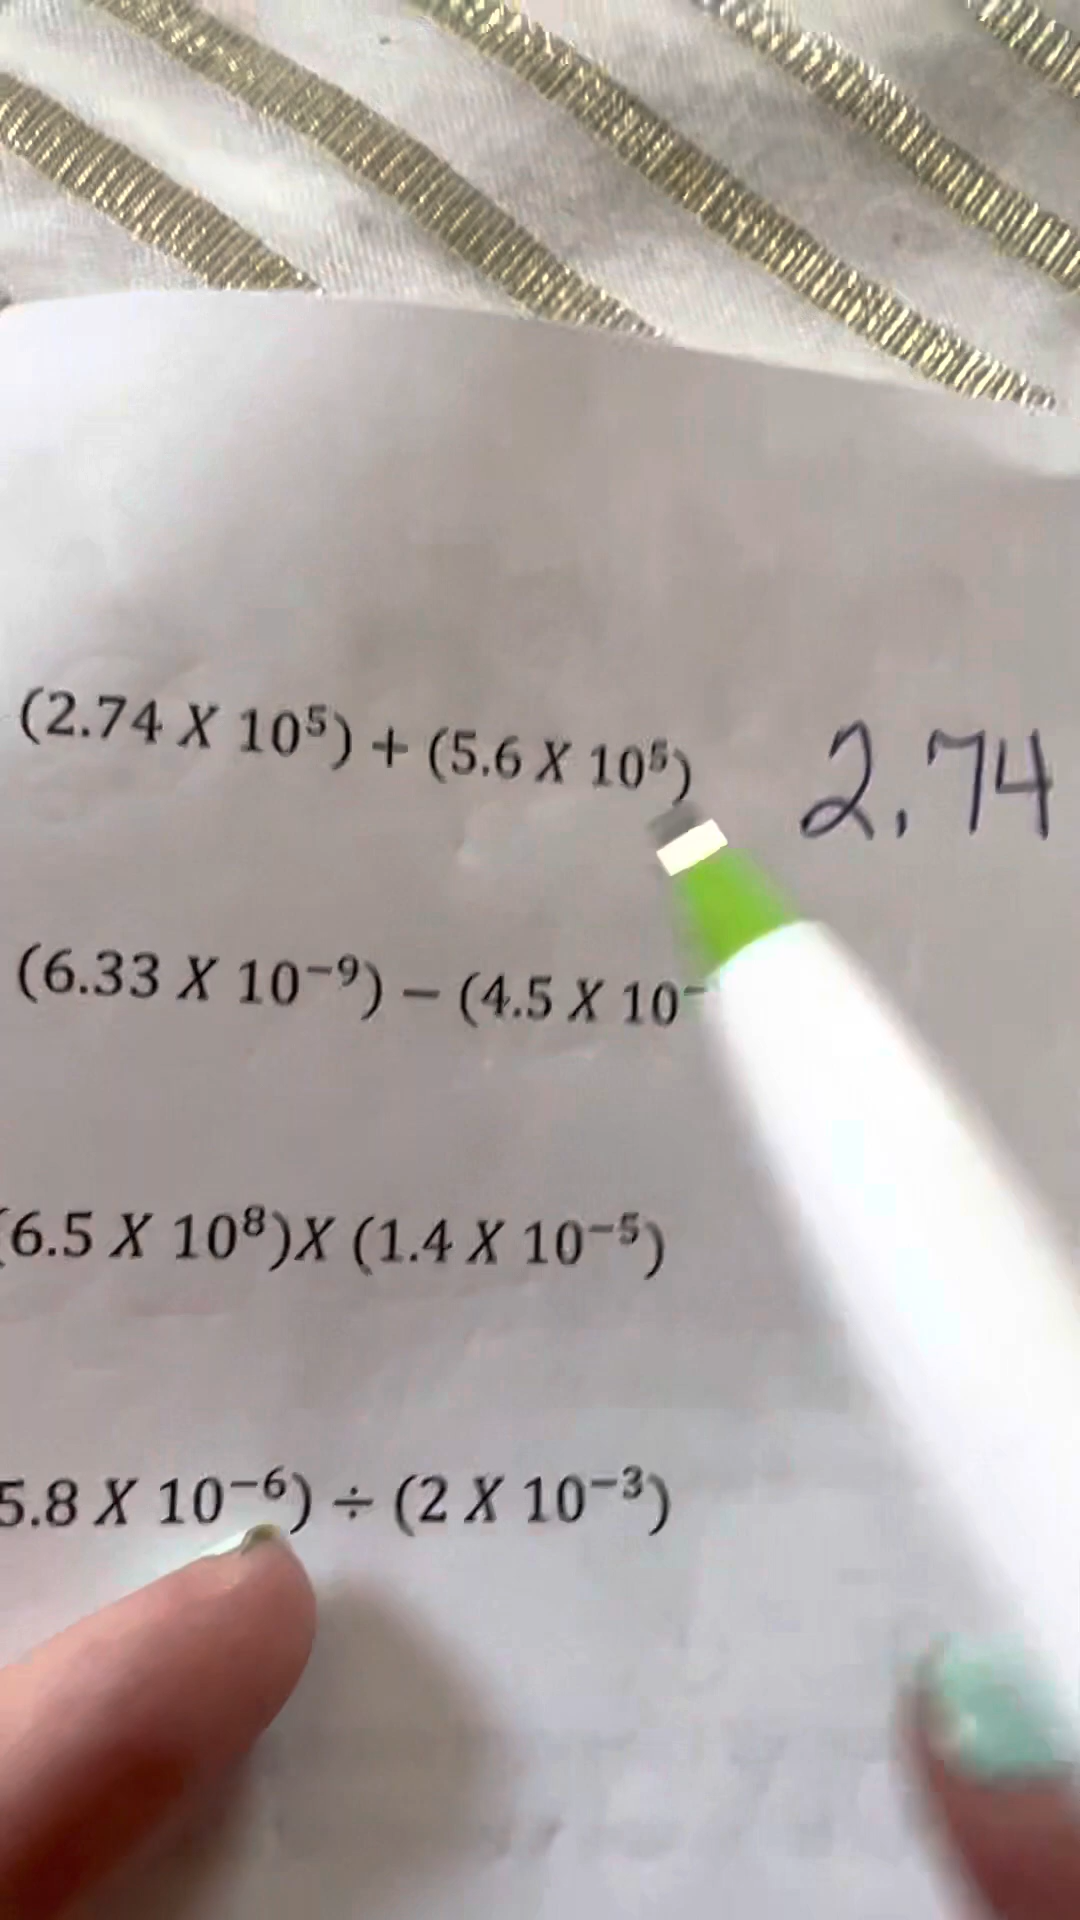 (2.74 X 10⁵) + (5.6 X 10⁵) 2.74
(6.33 X 10⁻⁹) − (4.5 X 10⁻
(6.5 X 10⁸)X (1.4 X 10⁻⁵)
5.8 X 10⁻⁶) ÷ (2 X 10⁻³)